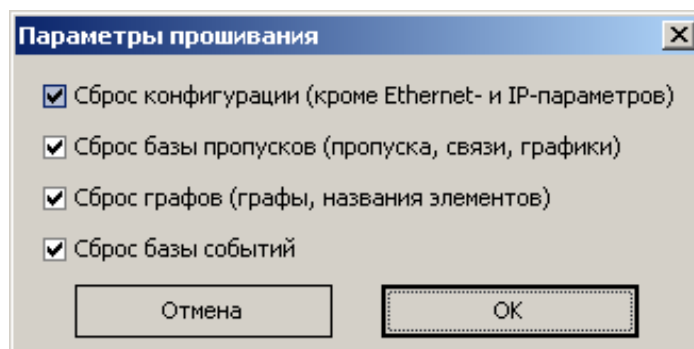 Параметры прошивания
Сброс конфигурации (кроме Ethernet- и IP-параметров)
Сброс базы пропусков (пропуска, связи, графики)
Сброс графов (графы, названия элементов)
Сброс базы событий
Отмена
OK